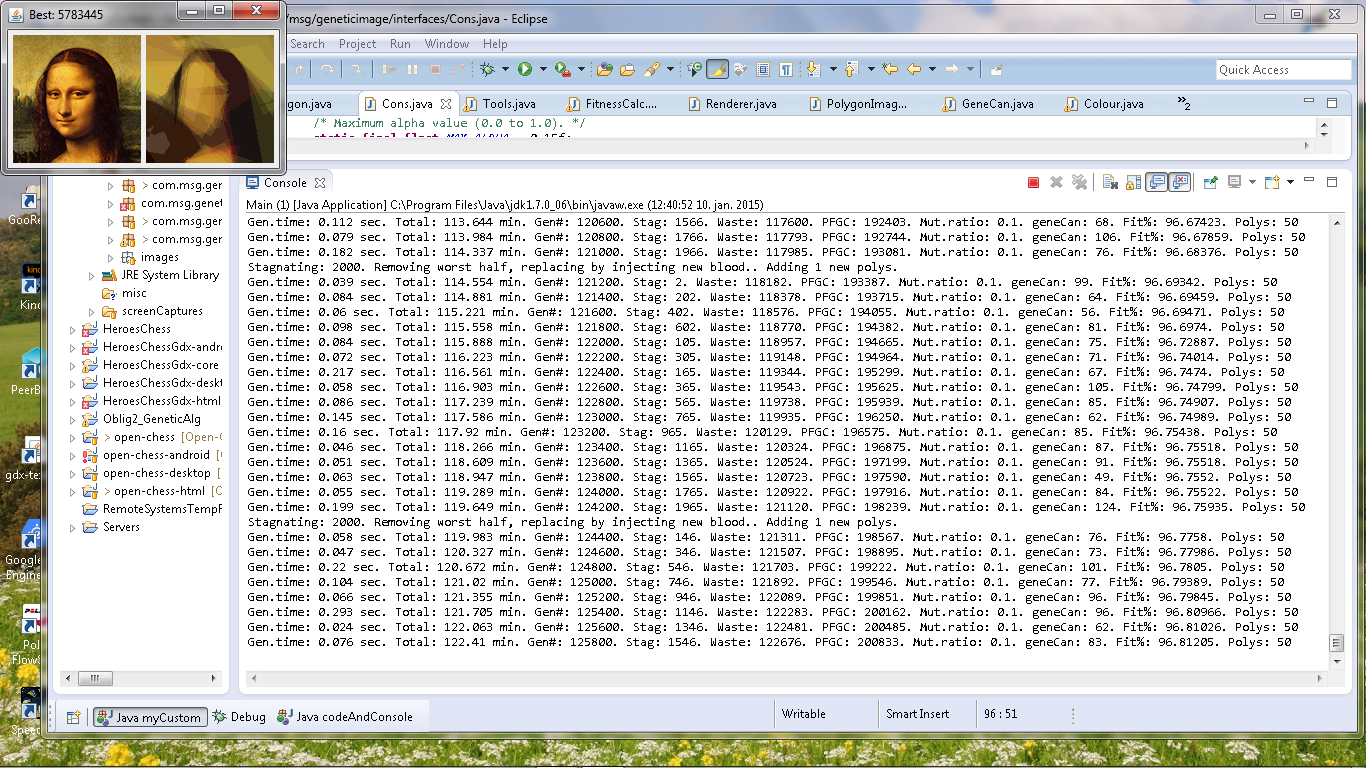 Best: 5783445
/msg/geneticimage/interfaces/Cons.java - Eclipse
Search Project Run Window Help
Quick Access
gon.java Cons.java Tools.java FitnessCalc.... Renderer.java PolygonImag... GeneCan.java Colour.java »2
/* Maximum alpha value (0.0 to 1.0). */
static final float MAX_ALPHA = 0.15f;
> com.msg.ger
com.msg.genet
> com.msg.ger
> com.msg.ger
images
JRE System Library
misc
screenCaptures
HeroesChess
HeroesChessGdx-andr
HeroesChessGdx-core
HeroesChessGdx-deskt
HeroesChessGdx-html
Oblig2_GeneticAlg
> open-chess [Open-C
open-chess-android [
open-chess-desktop [
> open-chess-html [C
RemoteSystemsTempF
Servers
GooRe
Kin
PeerB
gdx-te
Google
Engine
Pol
FlowS
Speed
Console
Main (1) [Java Application] C:\Program Files\Java\jdk1.7.0_06\bin\javaw.exe (12:40:52 10. jan. 2015)
Gen.time: 0.112 sec. Total: 113.644 min. Gen#: 120600. Stag: 1566. Waste: 117600. PFGC: 192403. Mut.ratio: 0.1. geneCan: 68. Fit%: 96.67423. Polys: 50
Gen.time: 0.079 sec. Total: 113.984 min. Gen#: 120800. Stag: 1766. Waste: 117793. PFGC: 192744. Mut.ratio: 0.1. geneCan: 106. Fit%: 96.67859. Polys: 50
Gen.time: 0.182 sec. Total: 114.337 min. Gen#: 121000. Stag: 1966. Waste: 117985. PFGC: 193081. Mut.ratio: 0.1. geneCan: 76. Fit%: 96.68376. Polys: 50
Stagnating: 2000. Removing worst half, replacing by injecting new blood.. Adding 1 new polys.
Gen.time: 0.039 sec. Total: 114.554 min. Gen#: 121200. Stag: 2. Waste: 118182. PFGC: 193387. Mut.ratio: 0.1. geneCan: 99. Fit%: 96.69342. Polys: 50
Gen.time: 0.084 sec. Total: 114.881 min. Gen#: 121400. Stag: 202. Waste: 118378. PFGC: 193715. Mut.ratio: 0.1. geneCan: 64. Fit%: 96.69459. Polys: 50
Gen.time: 0.06 sec. Total: 115.221 min. Gen#: 121600. Stag: 402. Waste: 118576. PFGC: 194055. Mut.ratio: 0.1. geneCan: 56. Fit%: 96.69471. Polys: 50
Gen.time: 0.098 sec. Total: 115.558 min. Gen#: 121800. Stag: 602. Waste: 118770. PFGC: 194382. Mut.ratio: 0.1. geneCan: 81. Fit%: 96.6974. Polys: 50
Gen.time: 0.084 sec. Total: 115.888 min. Gen#: 122000. Stag: 105. Waste: 118957. PFGC: 194665. Mut.ratio: 0.1. geneCan: 75. Fit%: 96.72887. Polys: 50
Gen.time: 0.072 sec. Total: 116.223 min. Gen#: 122200. Stag: 305. Waste: 119148. PFGC: 194964. Mut.ratio: 0.1. geneCan: 71. Fit%: 96.74014. Polys: 50
Gen.time: 0.217 sec. Total: 116.561 min. Gen#: 122400. Stag: 165. Waste: 119344. PFGC: 195299. Mut.ratio: 0.1. geneCan: 67. Fit%: 96.7474. Polys: 50
Gen.time: 0.058 sec. Total: 116.903 min. Gen#: 122600. Stag: 365. Waste: 119543. PFGC: 195625. Mut.ratio: 0.1. geneCan: 105. Fit%: 96.74799. Polys: 50
Gen.time: 0.086 sec. Total: 117.239 min. Gen#: 122800. Stag: 565. Waste: 119738. PFGC: 195939. Mut.ratio: 0.1. geneCan: 85. Fit%: 96.74907. Polys: 50
Gen.time: 0.145 sec. Total: 117.586 min. Gen#: 123000. Stag: 765. Waste: 119935. PFGC: 196250. Mut.ratio: 0.1. geneCan: 62. Fit%: 96.74989. Polys: 50
Gen.time: 0.16 sec. Total: 117.92 min. Gen#: 123200. Stag: 965. Waste: 120129. PFGC: 196575. Mut.ratio: 0.1. geneCan: 85. Fit%: 96.75438. Polys: 50
Gen.time: 0.046 sec. Total: 118.266 min. Gen#: 123400. Stag: 1165. Waste: 120324. PFGC: 196875. Mut.ratio: 0.1. geneCan: 87. Fit%: 96.75518. Polys: 50
Gen.time: 0.051 sec. Total: 118.609 min. Gen#: 123600. Stag: 1365. Waste: 120524. PFGC: 197199. Mut.ratio: 0.1. geneCan: 91. Fit%: 96.75518. Polys: 50
Gen.time: 0.063 sec. Total: 118.947 min. Gen#: 123800. Stag: 1565. Waste: 120723. PFGC: 197590. Mut.ratio: 0.1. geneCan: 49. Fit%: 96.7552. Polys: 50
Gen.time: 0.055 sec. Total: 119.289 min. Gen#: 124000. Stag: 1765. Waste: 120922. PFGC: 197916. Mut.ratio: 0.1. geneCan: 84. Fit%: 96.75522. Polys: 50
Gen.time: 0.199 sec. Total: 119.649 min. Gen#: 124200. Stag: 1965. Waste: 121120. PFGC: 198239. Mut.ratio: 0.1. geneCan: 124. Fit%: 96.75935. Polys: 50
Stagnating: 2000. Removing worst half, replacing by injecting new blood.. Adding 1 new polys.
Gen.time: 0.058 sec. Total: 119.983 min. Gen#: 124400. Stag: 146. Waste: 121311. PFGC: 198567. Mut.ratio: 0.1. geneCan: 76. Fit%: 96.7758. Polys: 50
Gen.time: 0.047 sec. Total: 120.327 min. Gen#: 124600. Stag: 346. Waste: 121507. PFGC: 198895. Mut.ratio: 0.1. geneCan: 73. Fit%: 96.77986. Polys: 50
Gen.time: 0.22 sec. Total: 120.672 min. Gen#: 124800. Stag: 546. Waste: 121703. PFGC: 199222. Mut.ratio: 0.1. geneCan: 101. Fit%: 96.7805. Polys: 50
Gen.time: 0.104 sec. Total: 121.02 min. Gen#: 125000. Stag: 746. Waste: 121892. PFGC: 199546. Mut.ratio: 0.1. geneCan: 77. Fit%: 96.79389. Polys: 50
Gen.time: 0.066 sec. Total: 121.355 min. Gen#: 125200. Stag: 946. Waste: 122089. PFGC: 199851. Mut.ratio: 0.1. geneCan: 96. Fit%: 96.79845. Polys: 50
Gen.time: 0.293 sec. Total: 121.705 min. Gen#: 125400. Stag: 1146. Waste: 122283. PFGC: 200162. Mut.ratio: 0.1. geneCan: 96. Fit%: 96.80966. Polys: 50
Gen.time: 0.024 sec. Total: 122.063 min. Gen#: 125600. Stag: 1346. Waste: 122481. PFGC: 200485. Mut.ratio: 0.1. geneCan: 62. Fit%: 96.81026. Polys: 50
Gen.time: 0.076 sec. Total: 122.41 min. Gen#: 125800. Stag: 1546. Waste: 122676. PFGC: 200833. Mut.ratio: 0.1. geneCan: 83. Fit%: 96.81205. Polys: 50
Java myCustom Debug Java codeAndConsole
Writable Smart Insert 96 : 51